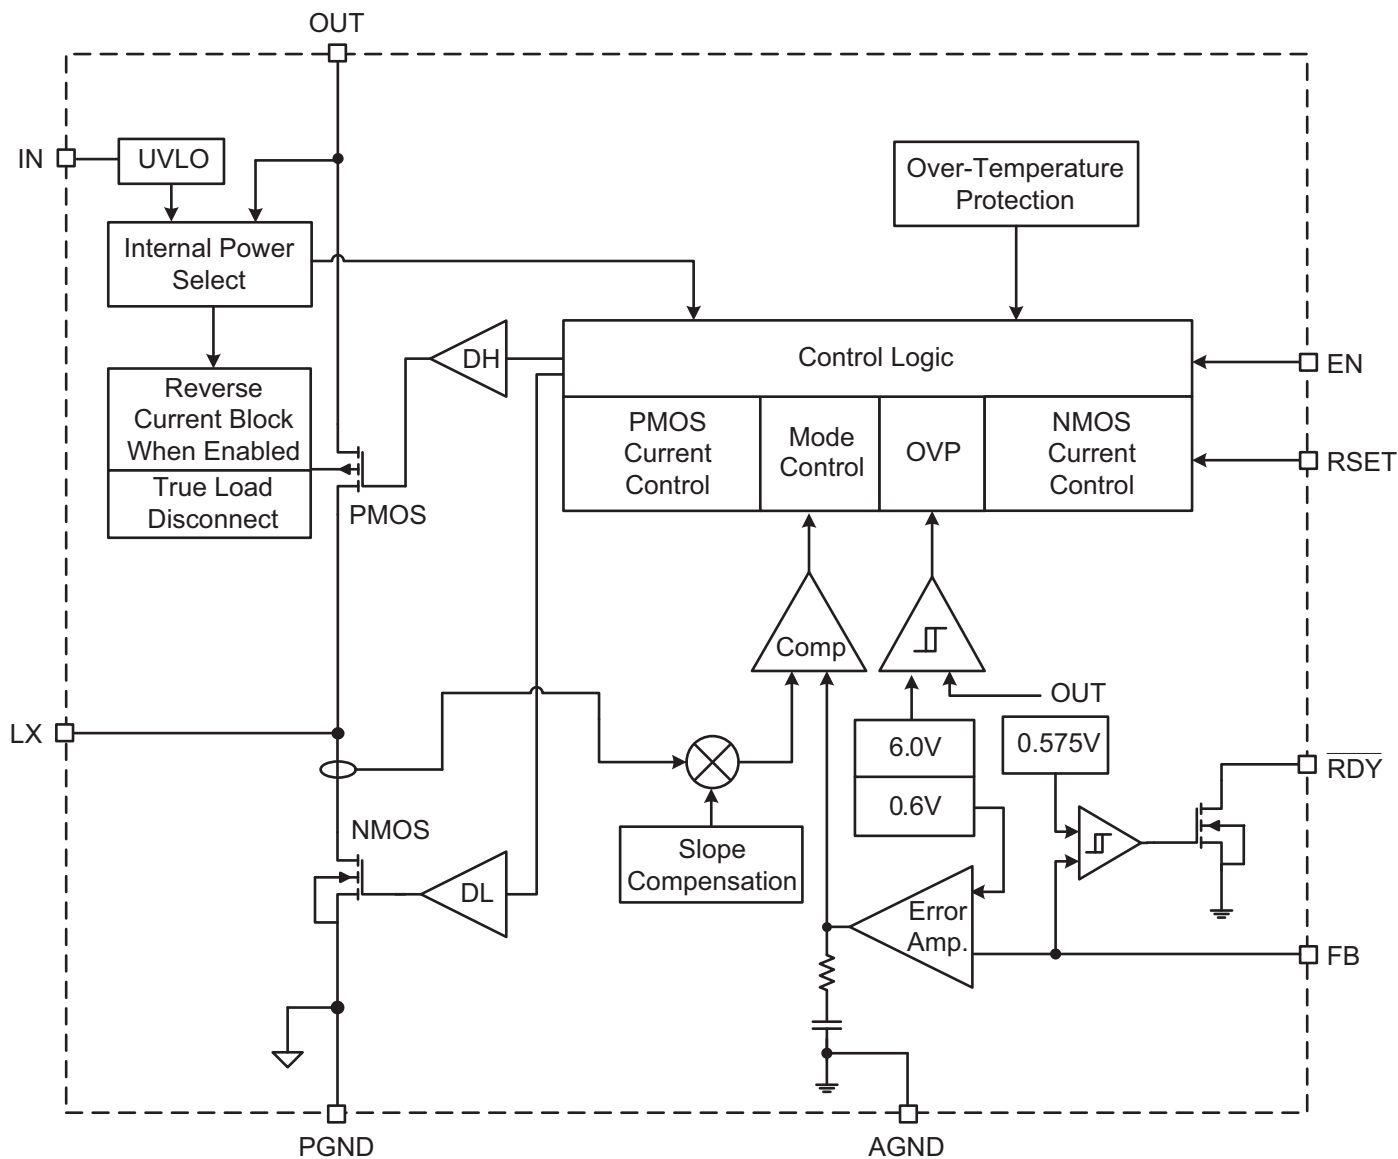 OUT
IN
UVLO
Over-Temperature
Protection
Internal Power
Select
DH
Control Logic
EN
Reverse
Current Block
When Enabled
True Load
Disconnect
PMOS
PMOS
Current
Control
Mode
Control
OVP
NMOS
Current
Control
RSET
Comp
OUT
LX
6.0V
0.6V
0.575V
RDY
NMOS
Slope
Compensation
DL
Error
Amp.
FB
PGND
AGND